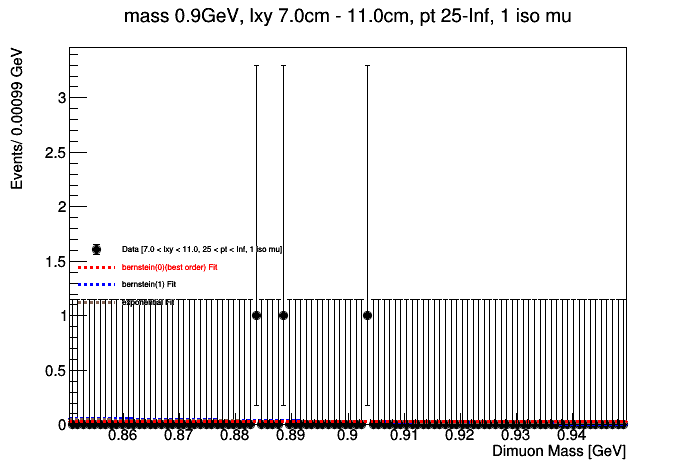 mass 0.9GeV, lxy 7.0cm - 11.0cm, pt 25-Inf, 1 iso mu
Events/ 0.00099 GeV
3
2.5
2
Data [7.0 < lxy < 11.0, 25 < pt < Inf, 1 iso mu]
1.5
bernstein(0)(best order) Fit
bernstein(1) Fit
exponential Fit
1
0.5
0
0.86 0.87 0.88 0.89 0.9 0.91 0.92 0.93 0.94
Dimuon Mass [GeV]